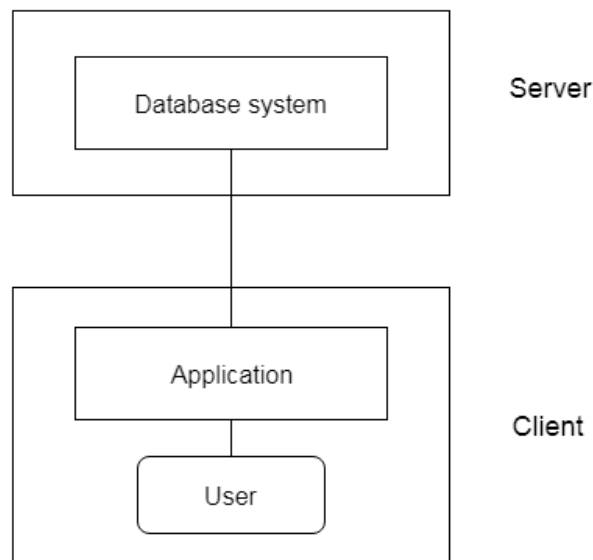 Database system
Server
Application
Client
User